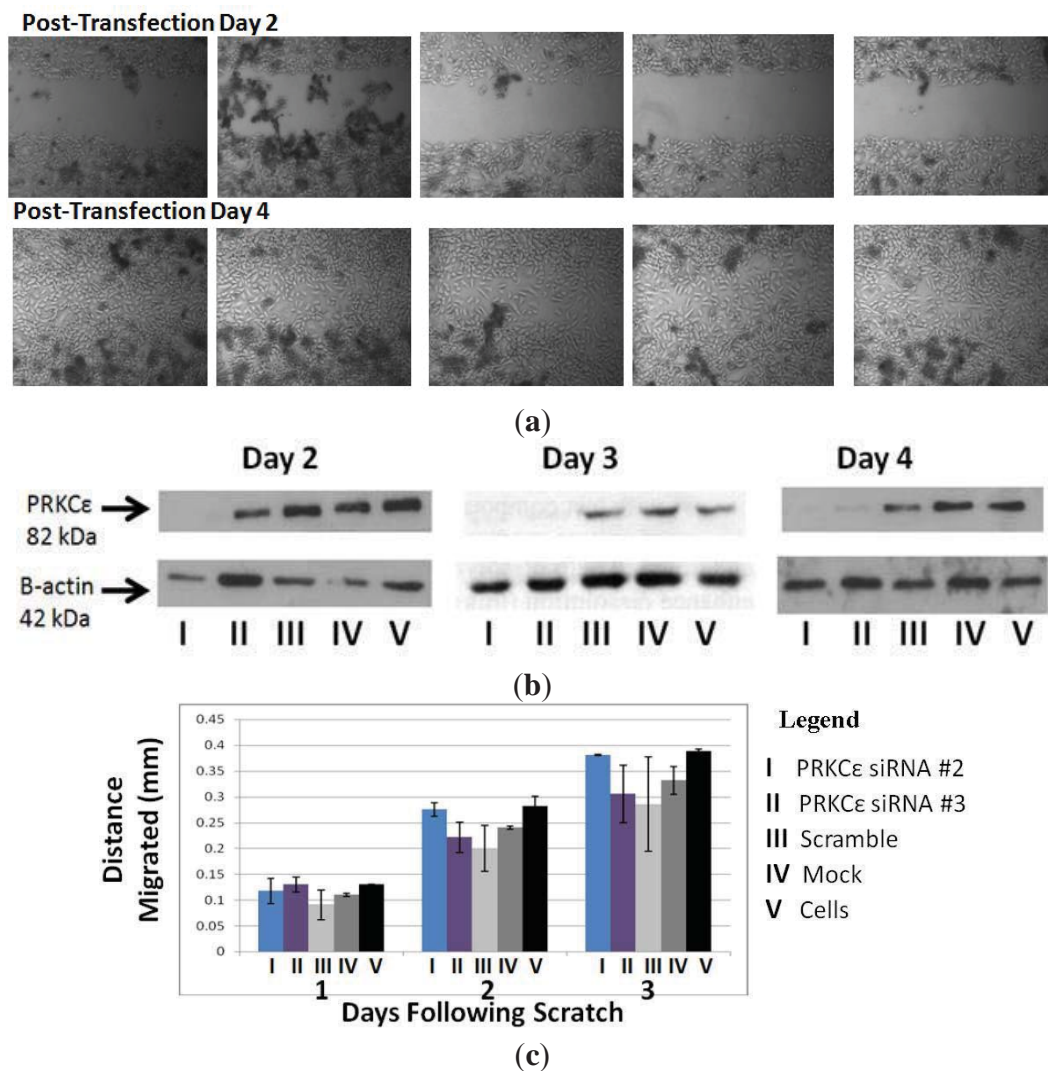 Post-Transfection Day 2
Post-Transfection Day 4
(a)
Day 2 Day 3 Day 4
PRKCε
82 kDa
B-actin
42 kDa
I II III IV V I II III IV V I II III IV V
(b)
0.45
0.4
0.35
0.3
0.25
0.2
0.15
0.1
0.05
0
Distance
Migrated (mm)
I II III IV V I II III IV V I II III IV V
1 2 3
Days Following Scratch
Legend
I PRKCε siRNA #2
II PRKCε siRNA #3
III Scramble
IV Mock
V Cells
(c)